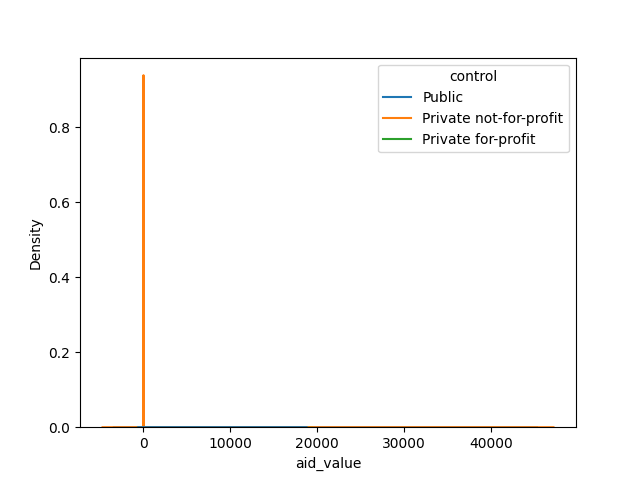 control
Public
Private not-for-profit
Private for-profit
0.8
0.6
0.4
0.2
0.0
Density
0 10000 20000 30000 40000
aid_value